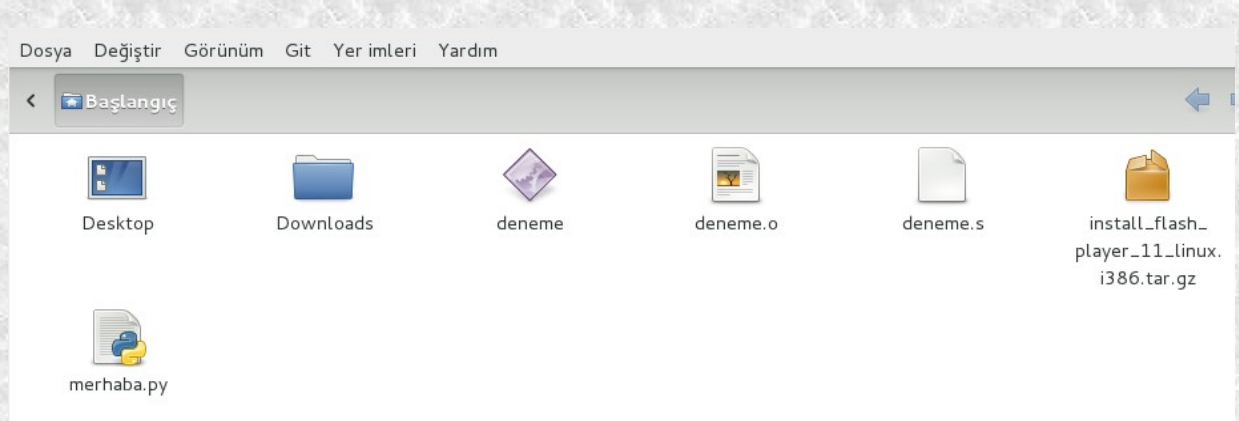 Dosya Değiştir Görünüm Git Yer imleri Yardım
Başlangıç
Desktop Downloads deneme deneme.o deneme.s install_flash_
player_11_linux.
i386.tar.gz
merhaba.py